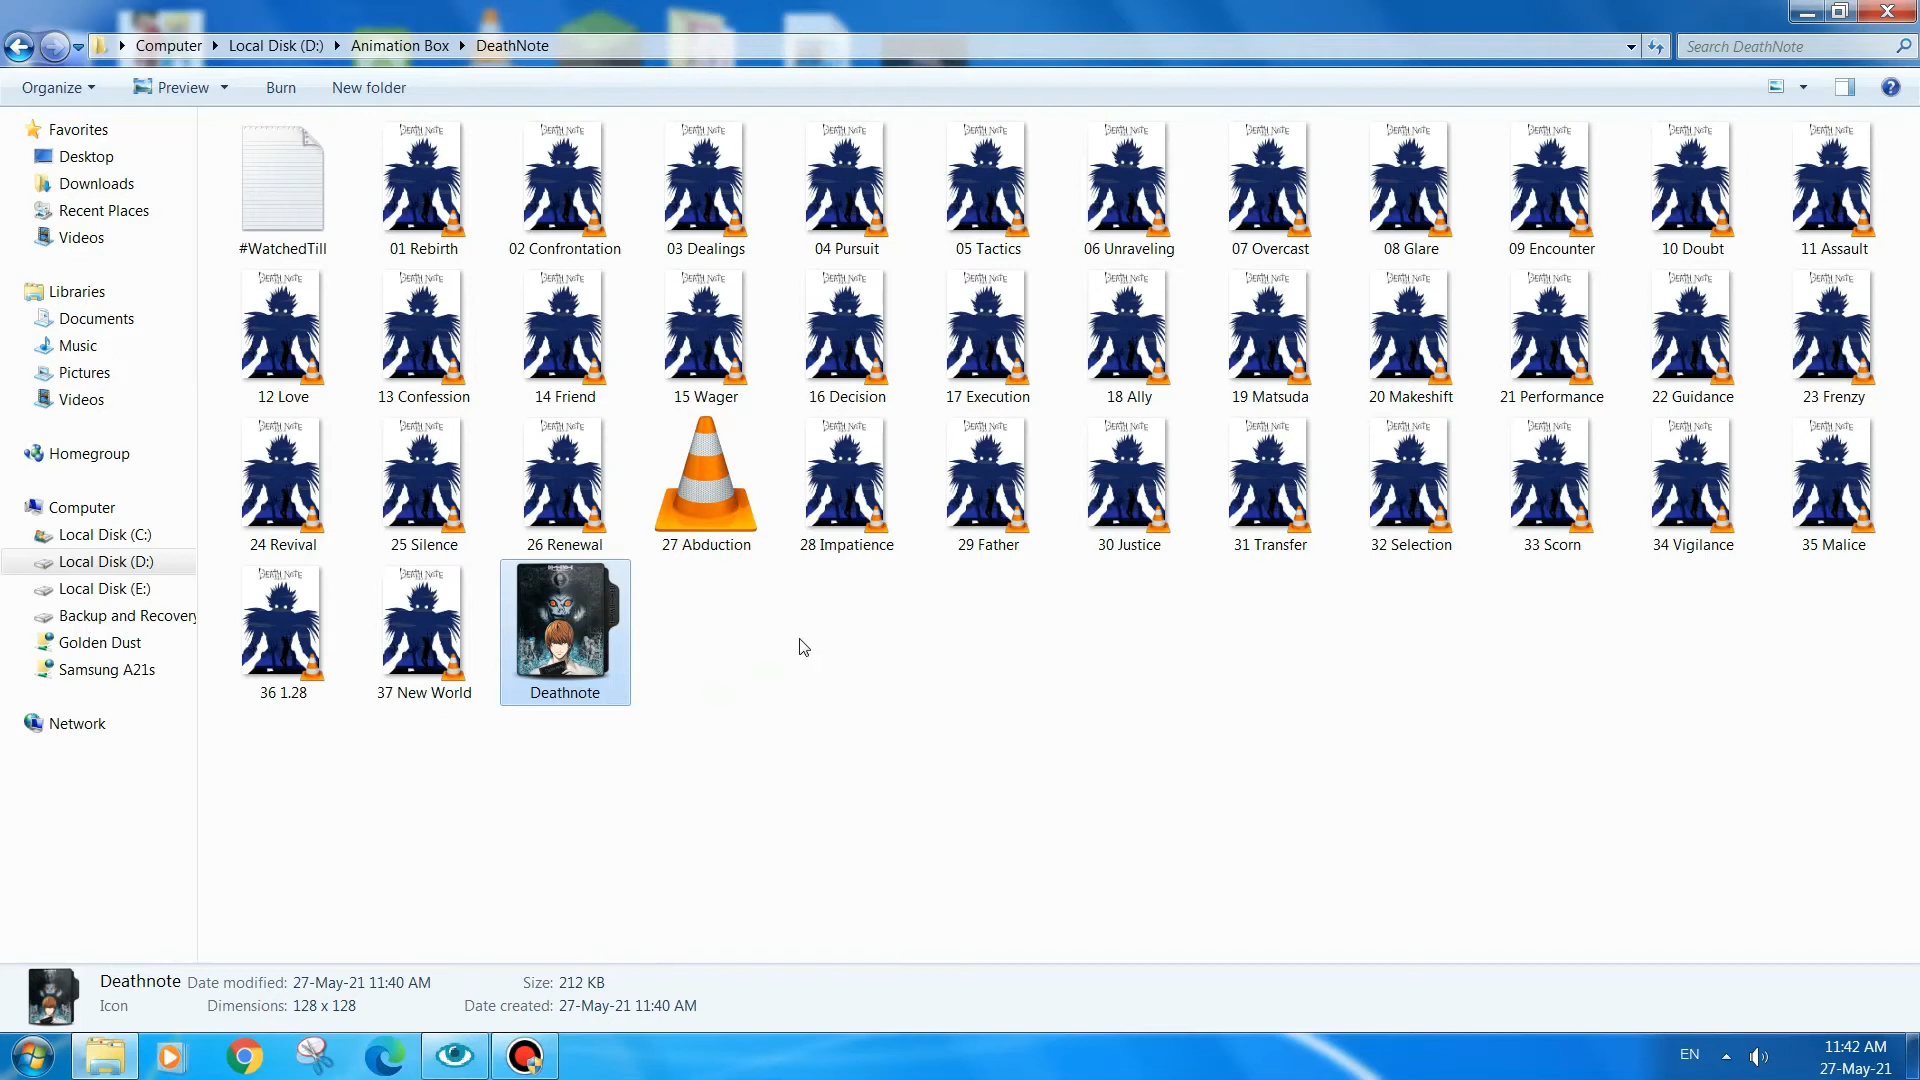 Computer Local Disk (D:) Animation Box DeathNote
Search DeathNote
Organize Preview Burn New folder
Favorites
Desktop
Downloads
Recent Places
Videos
Libraries
Documents
Music
Pictures
Videos
Homegroup
Computer
Local Disk (C:)
Local Disk (D:)
Local Disk (E:)
Backup and Recovery
Golden Dust
Samsung A21s
Network
#WatchedTill 01 Rebirth 02 Confrontation 03 Dealings 04 Pursuit 05 Tactics 06 Unraveling 07 Overcast 08 Glare 09 Encounter 10 Doubt 11 Assault
12 Love 13 Confession 14 Friend 15 Wager 16 Decision 17 Execution 18 Ally 19 Matsuda 20 Makeshift 21 Performance 22 Guidance 23 Frenzy
24 Revival 25 Silence 26 Renewal 27 Abduction 28 Impatience 29 Father 30 Justice 31 Transfer 32 Selection 33 Scorn 34 Vigilance 35 Malice
36 1.28 37 New World Deathnote
Deathnote Date modified: 27-May-21 11:40 AM Size: 212 KB
Icon Dimensions: 128 x 128 Date created: 27-May-21 11:40 AM
EN
11:42 AM
27-May-21